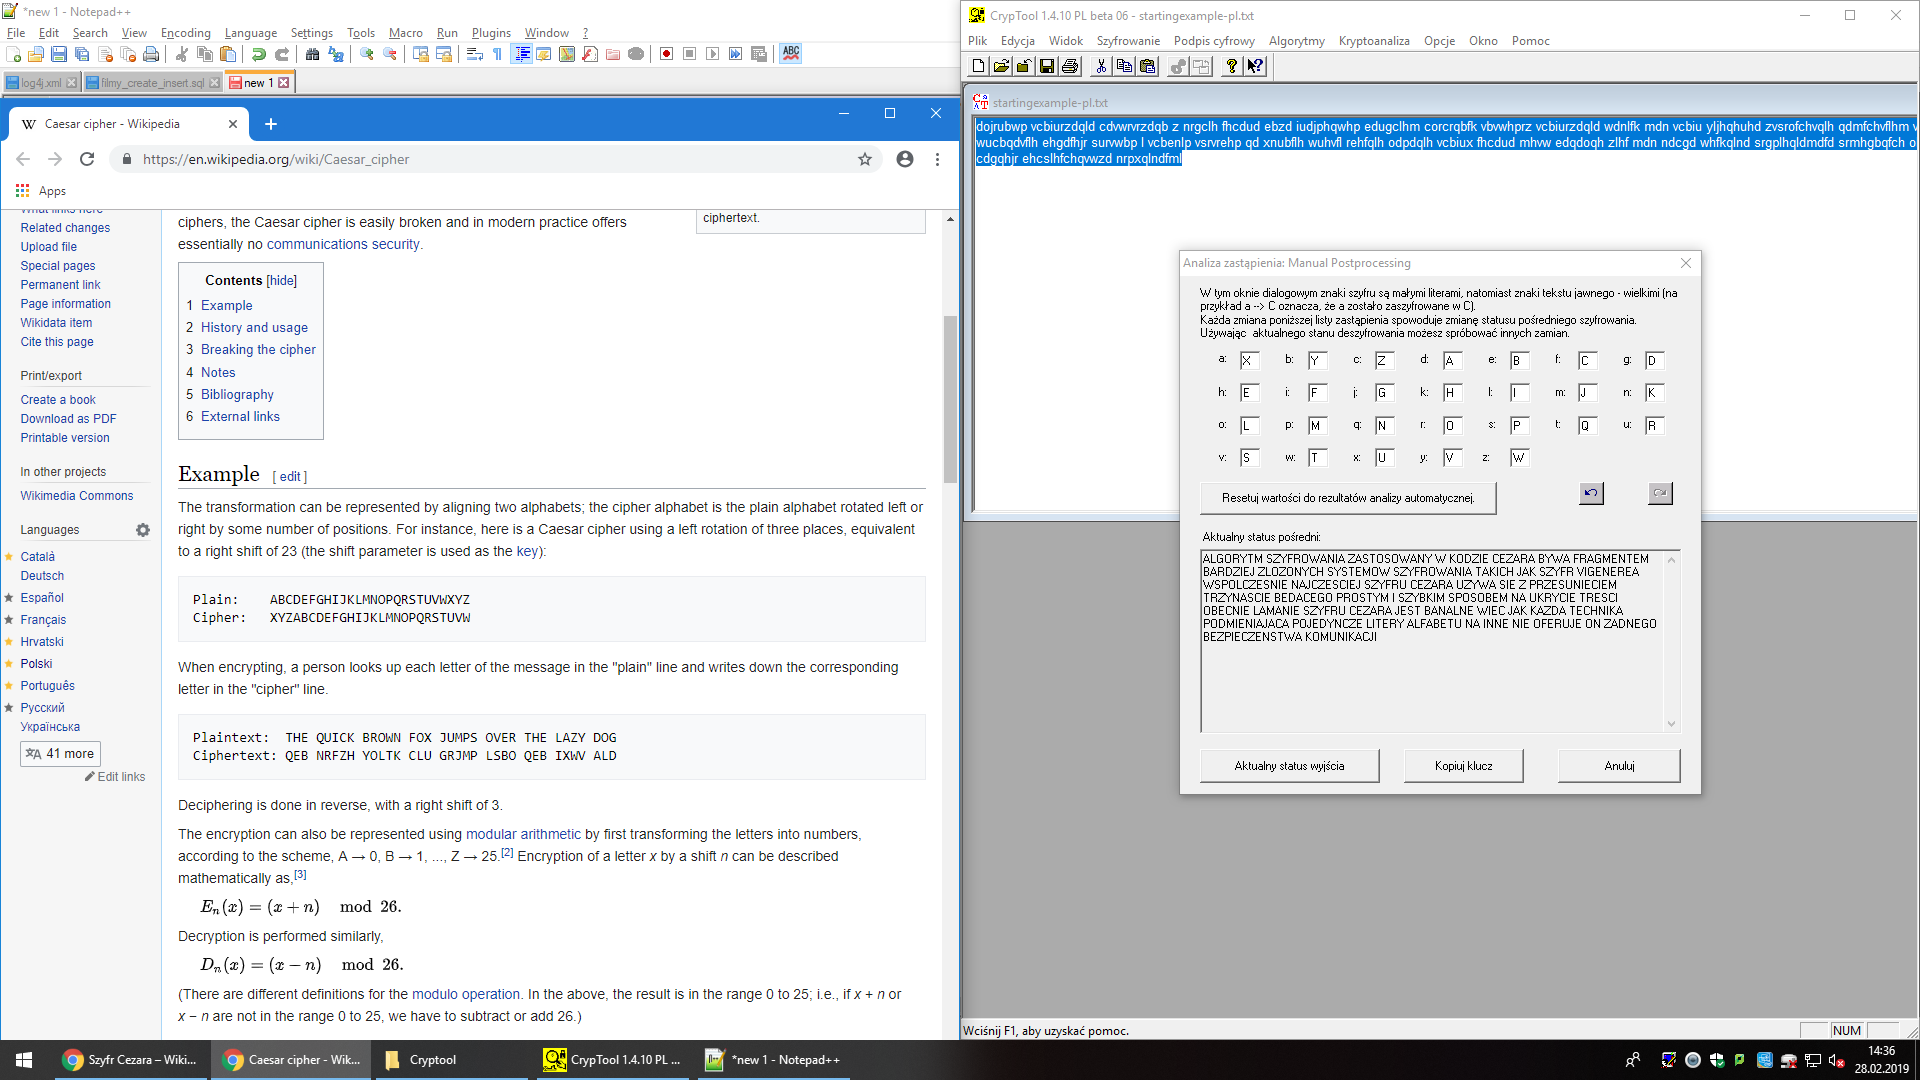 *new 1 - Notepad++
File Edit Search View Encoding Language Settings Tools Macro Run Plugins Window ?
ABC
log4j.xml filmy_create_insert.sql new 1
W Caesar cipher - Wikipedia
https://en.wikipedia.org/wiki/Caesar_cipher
Apps
What links here
Related changes
Upload file
Special pages
Permanent link
Page information
Wikidata item
Cite this page
Print/export
Create a book
Download as PDF
Printable version
In other projects
Wikimedia Commons
Languages
Català
Deutsch
Español
Français
Hrvatski
Polski
Português
Русский
Українська
41 more
Edit links
ciphers, the Caesar cipher is easily broken and in modern practice offers
essentially no communications security.
ciphertext.
Contents [hide]
1 Example
2 History and usage
3 Breaking the cipher
4 Notes
5 Bibliography
6 External links
Example [ edit ]
The transformation can be represented by aligning two alphabets; the cipher alphabet is the plain alphabet rotated left or
right by some number of positions. For instance, here is a Caesar cipher using a left rotation of three places, equivalent
to a right shift of 23 (the shift parameter is used as the key):
Plain: ABCDEFGHIJKLMNOPQRSTUVWXYZ
Cipher: XYZABCDEFGHIJKLMNOPQRSTUVW
When encrypting, a person looks up each letter of the message in the "plain" line and writes down the corresponding
letter in the "cipher" line.
Plaintext: THE QUICK BROWN FOX JUMPS OVER THE LAZY DOG
Ciphertext: QEB NRFZH YOLTK CLU GRJMP LSBO QEB IXWV ALD
Deciphering is done in reverse, with a right shift of 3.
The encryption can also be represented using modular arithmetic by first transforming the letters into numbers,
according to the scheme, A → 0, B → 1, ..., Z → 25.[2] Encryption of a letter x by a shift n can be described
mathematically as,[3]
Eₙ(x) = (x + n) mod 26.
Decryption is performed similarly,
Dₙ(x) = (x − n) mod 26.
(There are different definitions for the modulo operation. In the above, the result is in the range 0 to 25; i.e., if x + n or
x − n are not in the range 0 to 25, we have to subtract or add 26.)
CrypTool 1.4.10 PL beta 06 - startingexample-pl.txt
Plik Edycja Widok Szyfrowanie Podpis cyfrowy Algorytmy Kryptoanaliza Opcje Okno Pomoc
startingexample-pl.txt
dojrubwp vcbiurzdqld cdvwrvrzdqb z nrgclh fhcdud ebzd iudjphqwhp edugclhm corcrqbfk vbvwhprz vcbiurzdqld wdnlfk mdn vcbiu yljhqhuhd zvsrofchvqlh qdmfchvflhm v
wucbqdvflh ehgdfhjr survwbp l vcbenlp vsrvrehp qd xnubflh wuhvfl rehfqlh odpdqlh vcbiux fhcdud mhvw edqdoqh zlhf mdn ndcgd whfkqlnd srgplhqldmdfd srmhgbqfch o
cdgqhjr ehcslhfchqvwzd nrpxqlndfml
Analiza zastąpienia: Manual Postprocessing
W tym oknie dialogowym znaki szyfru są małymi literami, natomiast znaki tekstu jawnego - wielkimi (na
przykład a --> C oznacza, że a zostało zaszyfrowane w C).
Każda zmiana poniższej listy zastąpienia spowoduje zmianę statusu pośredniego szyfrowania.
Używając aktualnego stanu deszyfrowania możesz spróbować innych zamian.
a: X b: Y c: Z d: A e: B f: C g: D
h: E i: F j: G k: H l: I m: J n: K
o: L p: M q: N r: O s: P t: Q u: R
v: S w: T x: U y: V z: W
Resetuj wartości do rezultatów analizy automatycznej.
Aktualny status pośredni:
ALGORYTM SZYFROWANIA ZASTOSOWANY W KODZIE CEZARA BYWA FRAGMENTEM
BARDZIEJ ZLOZONYCH SYSTEMOW SZYFROWANIA TAKICH JAK SZYFR VIGENEREA
WSPOLCZESNIE NAJCZESCIEJ SZYFRU CEZARA UZYWA SIE Z PRZESUNIECIEM
TRZYNASCIE BEDACEGO PROSTYM I SZYBKIM SPOSOBEM NA UKRYCIE TRESCI
OBECNIE LAMANIE SZYFRU CEZARA JEST BANALNE WIEC JAK KAZDA TECHNIKA
PODMIENIAJACA POJEDYNCZE LITERY ALFABETU NA INNE NIE OFERUJE ON ZADNEGO
BEZPIECZENSTWA KOMUNIKACJI
Aktualny status wyjścia Kopiuj klucz Anuluj
Wciśnij F1, aby uzyskać pomoc.
NUM
Szyfr Cezara – Wiki... Caesar cipher - Wik... Cryptool CrypTool 1.4.10 PL ... *new 1 - Notepad++
14:36
28.02.2019